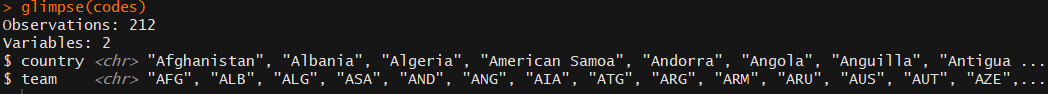 > glimpse(codes)
Observations: 212
Variables: 2
$ country <chr> "Afghanistan", "Albania", "Algeria", "American Samoa", "Andorra", "Angola", "Anguilla", "Antigua ...
$ team    <chr> "AFG", "ALB", "ALG", "ASA", "AND", "ANG", "AIA", "ATG", "ARG", "ARM", "ARU", "AUS", "AUT", "AZE",...